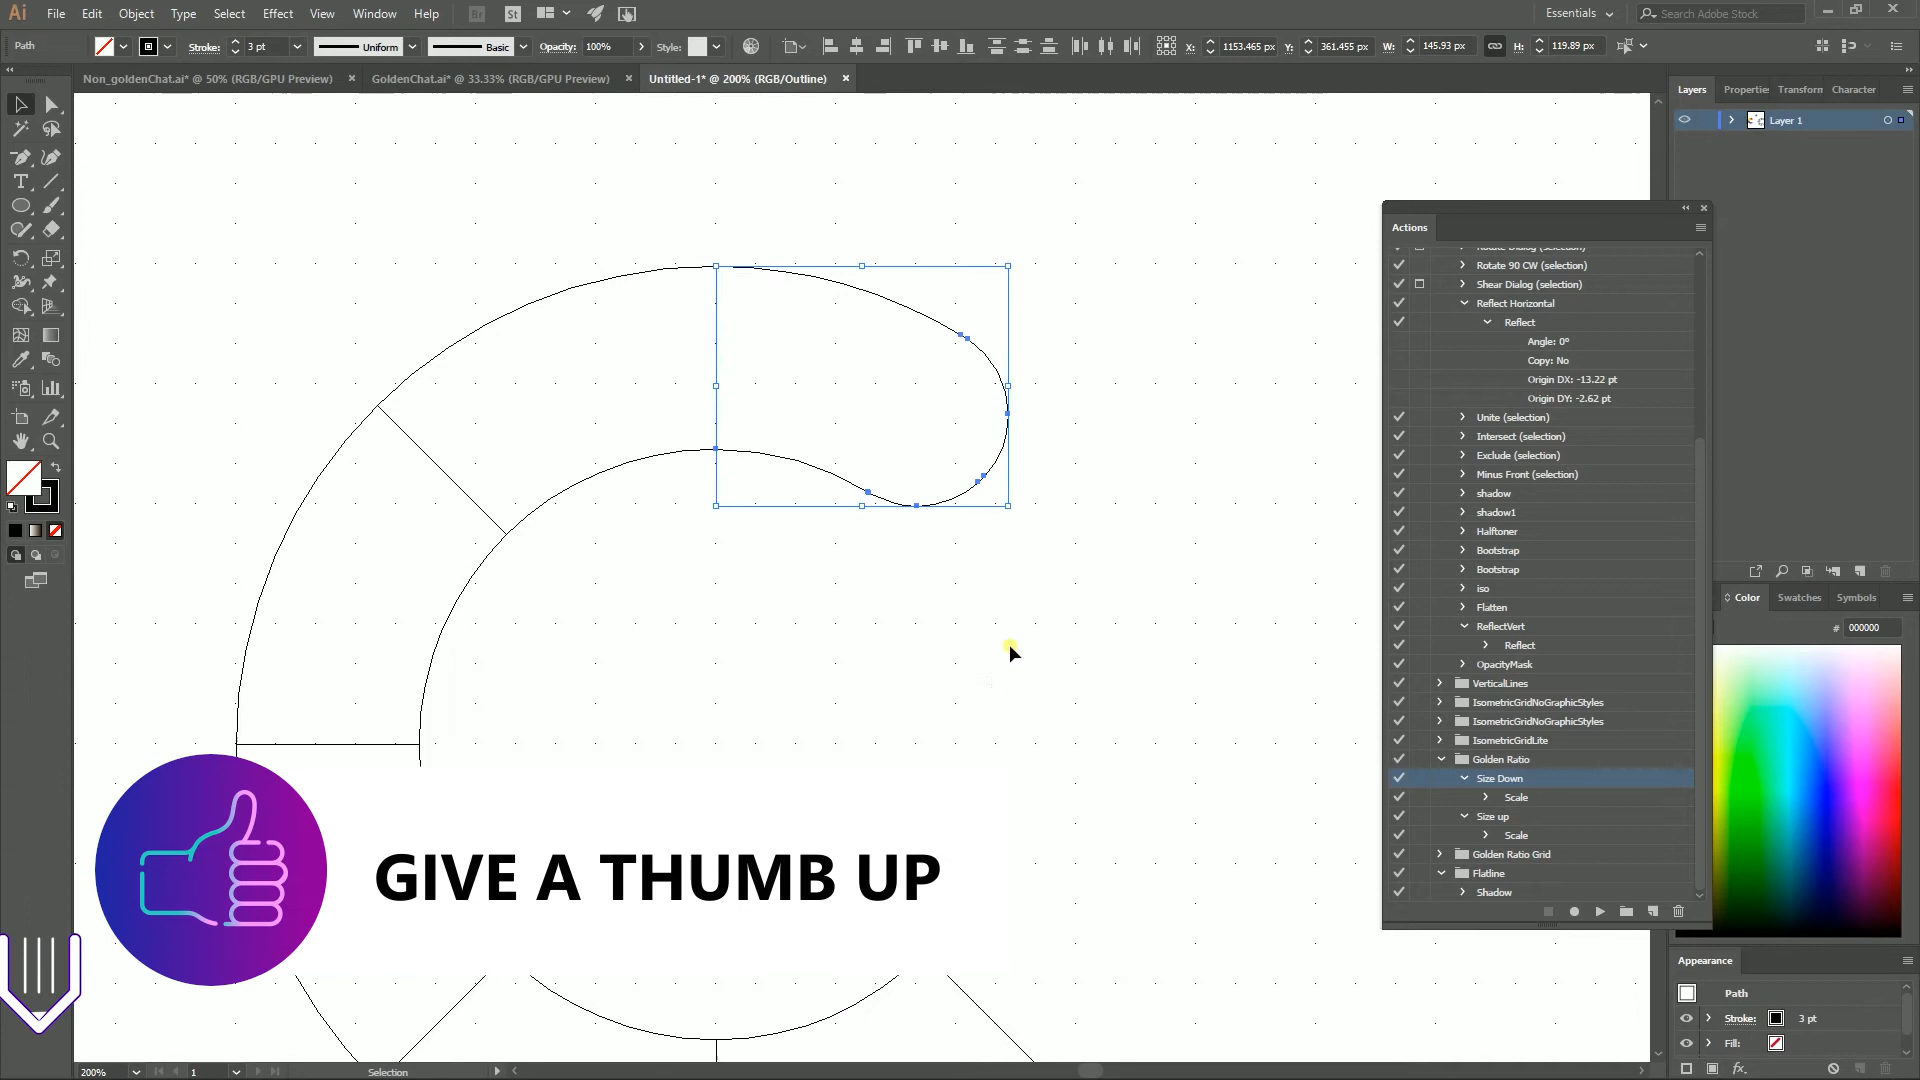 Ai File Edit Object Type Select Effect View Window Help Br St Essentials Search Adobe Stock
Path Stroke: 3 pt Uniform Basic Opacity: 100% Style: X: 1153.465 px Y: 361.455 px W: 145.93 px H: 119.89 px
Non_goldenChat.ai* @ 50% (RGB/GPU Preview) GoldenChat.ai* @ 33.33% (RGB/GPU Preview) Untitled-1* @ 200% (RGB/Outline)
Layers Properties Transform Character
Layer 1
Actions
Rotate Dialog (selection)
Rotate 90 CW (selection)
Shear Dialog (selection)
Reflect Horizontal
Reflect
Angle: 0°
Copy: No
Origin DX: -13.22 pt
Origin DY: -2.62 pt
Unite (selection)
Intersect (selection)
Exclude (selection)
Minus Front (selection)
shadow
shadow1
Halftoner
Bootstrap
Bootstrap
iso
Flatten
ReflectVert
Reflect
OpacityMask
VerticalLines
IsometricGridNoGraphicStyles
IsometricGridNoGraphicStyles
IsometricGridLite
Golden Ratio
Size Down
Scale
Size up
Scale
Golden Ratio Grid
Flatline
Shadow
Color Swatches Symbols
# 000000
GIVE A THUMB UP
Appearance
Path
Stroke: 3 pt
Fill:
fx
200% 1 Selection